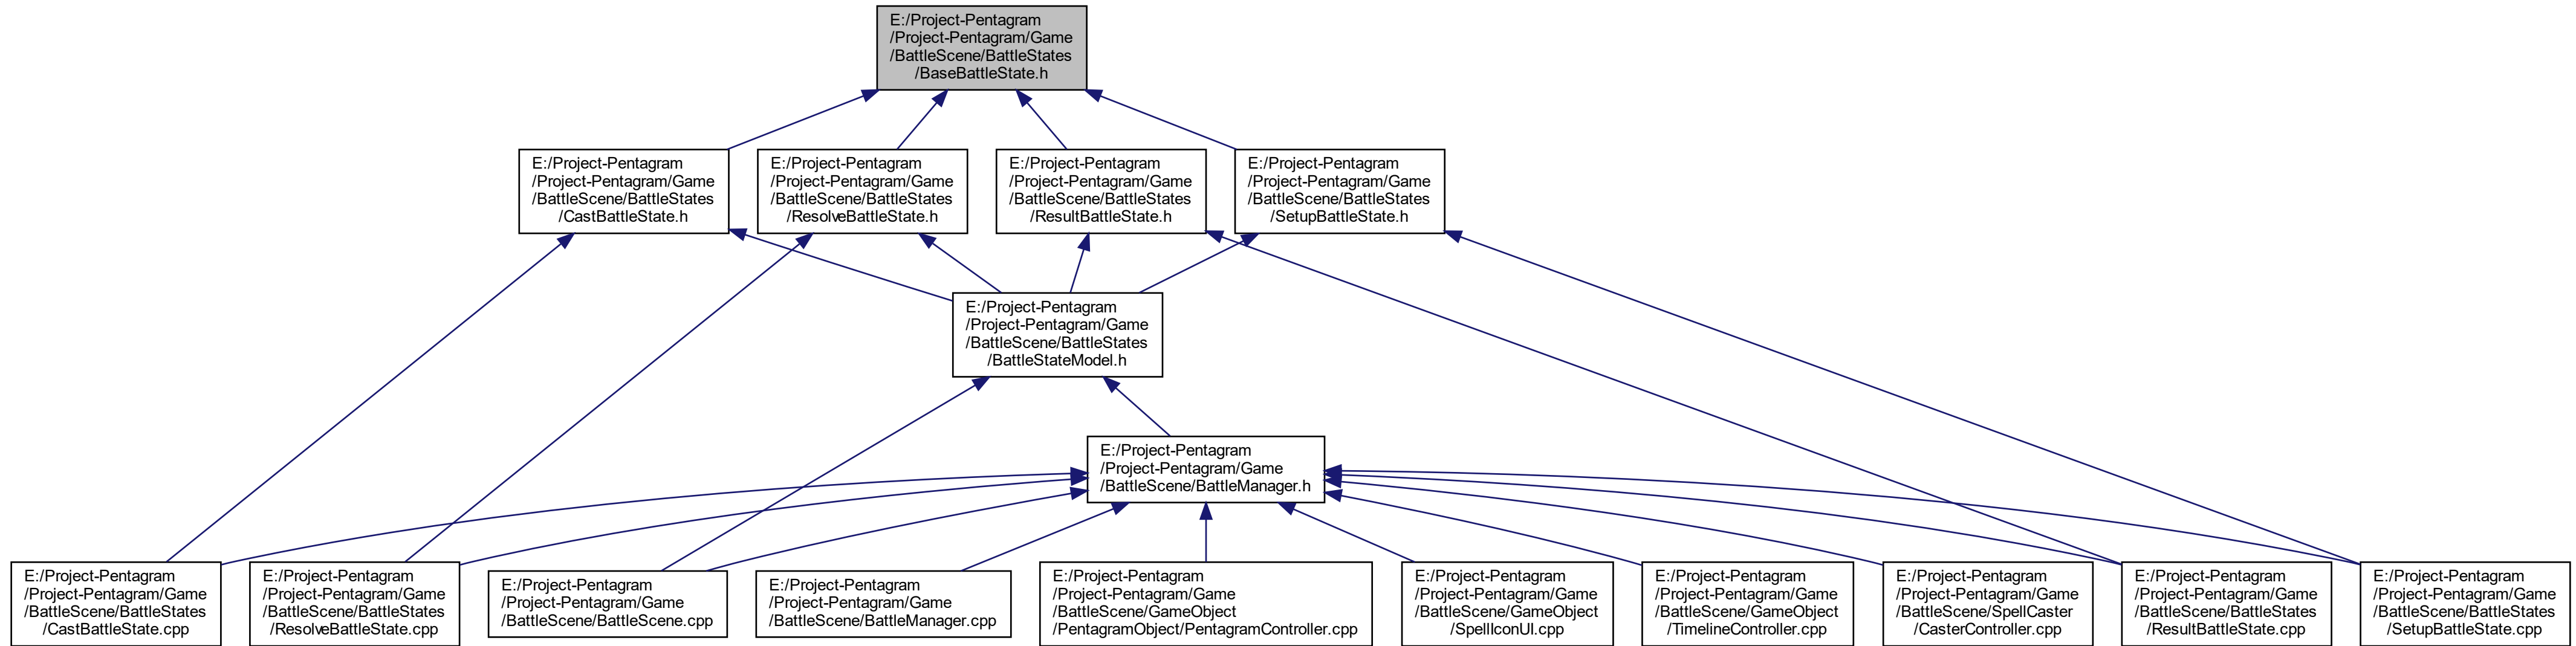 E:/Project-Pentagram
/Project-Pentagram/Game
/BattleScene/BattleStates
/BaseBattleState.h
E:/Project-Pentagram
/Project-Pentagram/Game
/BattleScene/BattleStates
/CastBattleState.h
E:/Project-Pentagram
/Project-Pentagram/Game
/BattleScene/BattleStates
/ResolveBattleState.h
E:/Project-Pentagram
/Project-Pentagram/Game
/BattleScene/BattleStates
/ResultBattleState.h
E:/Project-Pentagram
/Project-Pentagram/Game
/BattleScene/BattleStates
/SetupBattleState.h
E:/Project-Pentagram
/Project-Pentagram/Game
/BattleScene/BattleStates
/BattleStateModel.h
E:/Project-Pentagram
/Project-Pentagram/Game
/BattleScene/BattleManager.h
E:/Project-Pentagram
/Project-Pentagram/Game
/BattleScene/BattleStates
/CastBattleState.cpp
E:/Project-Pentagram
/Project-Pentagram/Game
/BattleScene/BattleStates
/ResolveBattleState.cpp
E:/Project-Pentagram
/Project-Pentagram/Game
/BattleScene/BattleScene.cpp
E:/Project-Pentagram
/Project-Pentagram/Game
/BattleScene/BattleManager.cpp
E:/Project-Pentagram
/Project-Pentagram/Game
/BattleScene/GameObject
/PentagramObject/PentagramController.cpp
E:/Project-Pentagram
/Project-Pentagram/Game
/BattleScene/GameObject
/SpellIconUI.cpp
E:/Project-Pentagram
/Project-Pentagram/Game
/BattleScene/GameObject
/TimelineController.cpp
E:/Project-Pentagram
/Project-Pentagram/Game
/BattleScene/SpellCaster
/CasterController.cpp
E:/Project-Pentagram
/Project-Pentagram/Game
/BattleScene/BattleStates
/ResultBattleState.cpp
E:/Project-Pentagram
/Project-Pentagram/Game
/BattleScene/BattleStates
/SetupBattleState.cpp